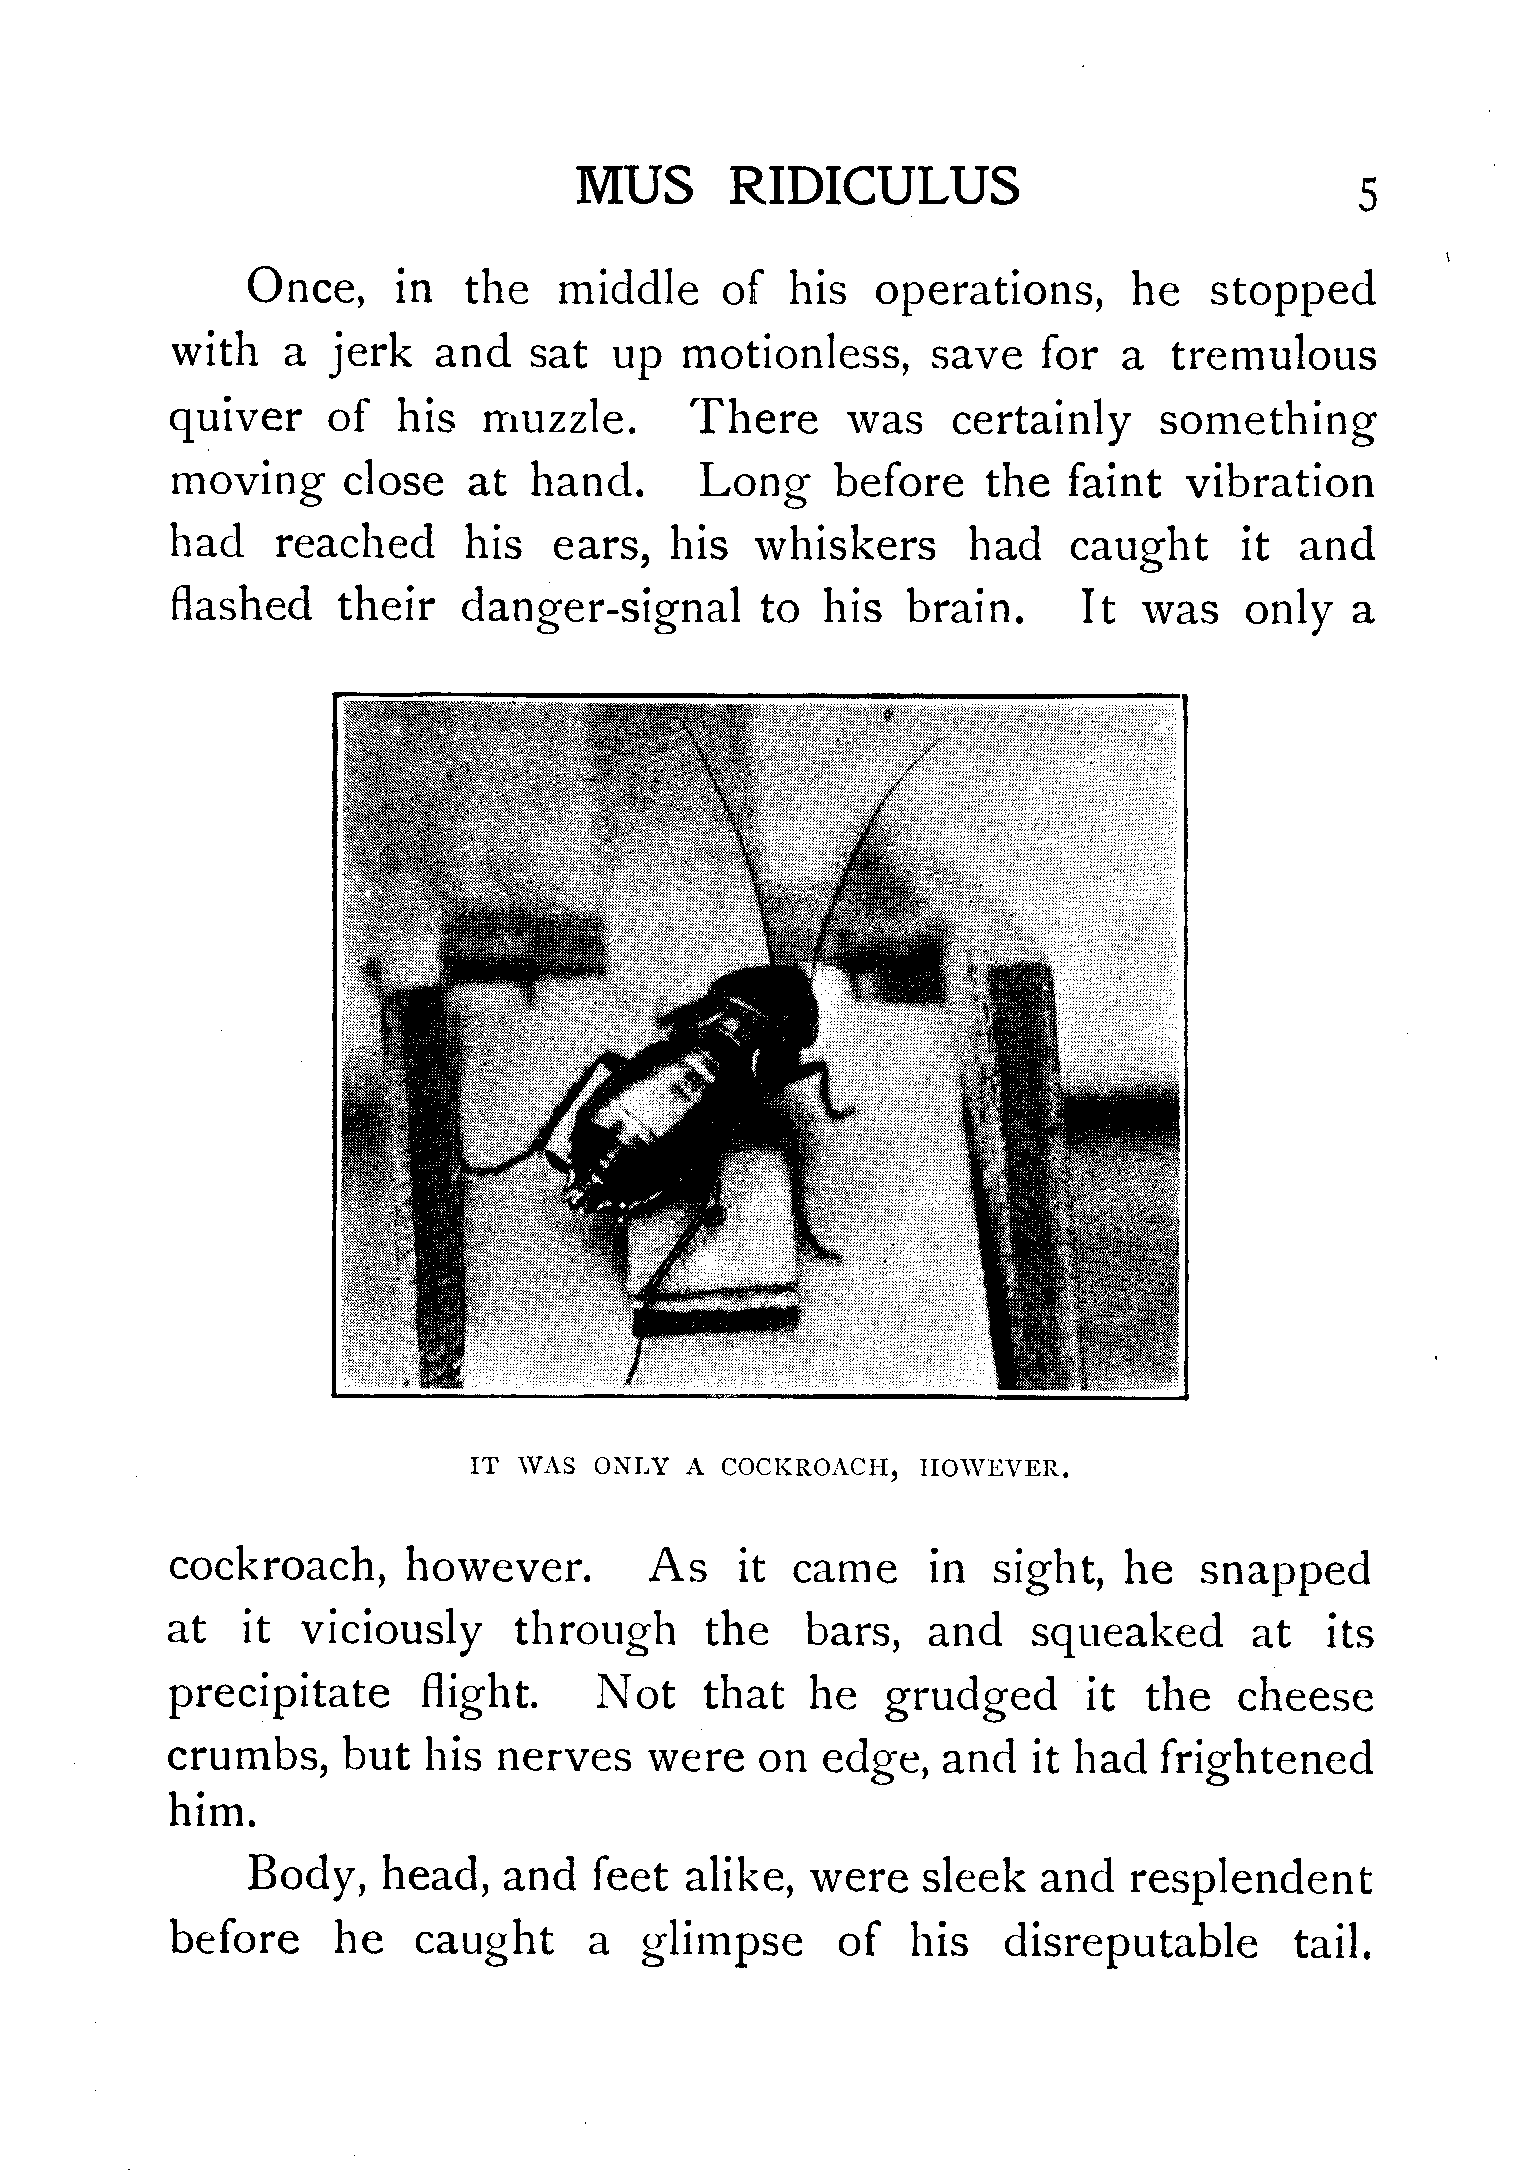 MUS RIDICULUS 5
Once, in the middle of his operations, he stopped
with a jerk and sat up motionless, save for a tremulous
quiver of his muzzle. There was certainly something
moving close at hand. Long before the faint vibration
had reached his ears, his whiskers had caught it and
flashed their danger-signal to his brain. It was only a
IT WAS ONLY A COCKROACH, HOWEVER.
cockroach, however. As it came in sight, he snapped
at it viciously through the bars, and squeaked at its
precipitate flight. Not that he grudged it the cheese
crumbs, but his nerves were on edge, and it had frightened
him.
Body, head, and feet alike, were sleek and resplendent
before he caught a glimpse of his disreputable tail.